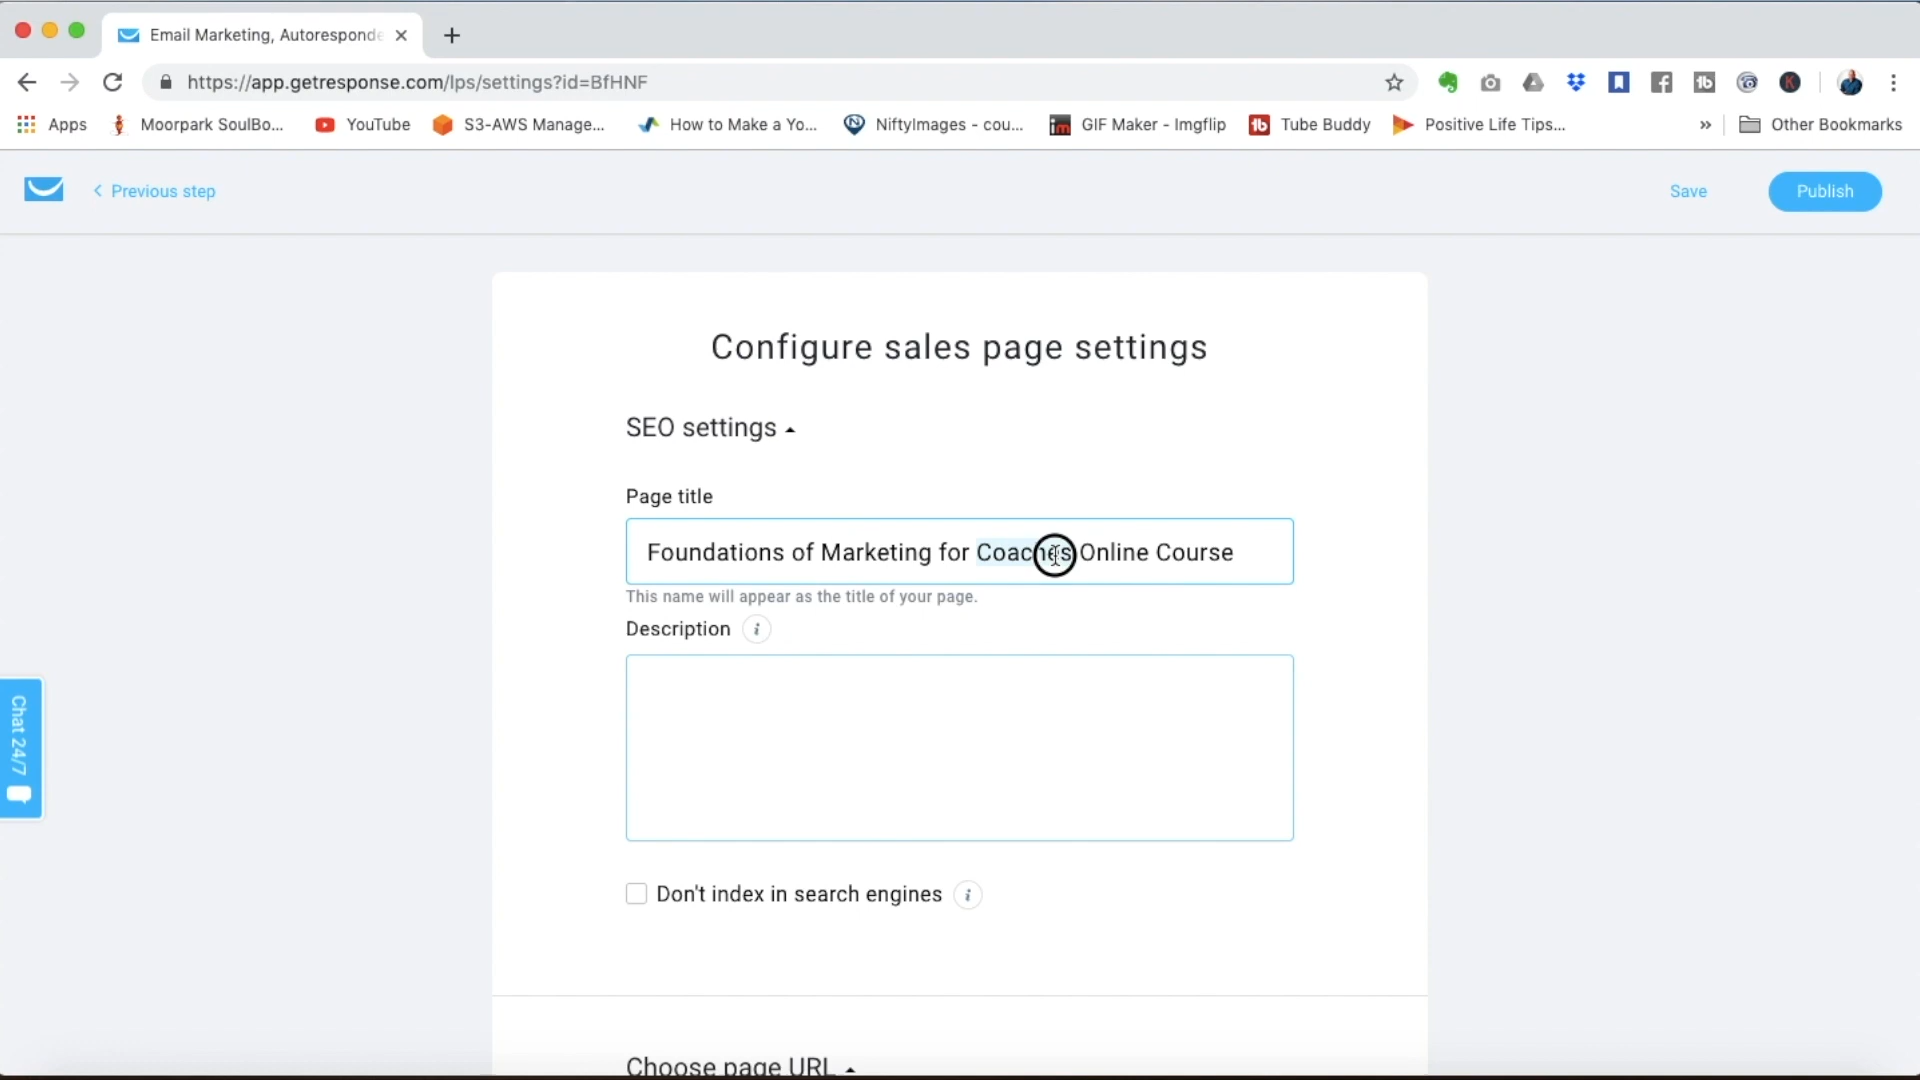 Email Marketing, Autoresponde
https://app.getresponse.com/lps/settings?id=BfHNF
Apps Moorpark SoulBo... YouTube S3-AWS Manage... How to Make a Yo... NiftyImages - cou... GIF Maker - Imgflip Tube Buddy Positive Life Tips... » Other Bookmarks
Previous step Save Publish
Configure sales page settings
SEO settings
Page title
Foundations of Marketing for Coaches Online Course
This name will appear as the title of your page.
Description i
Chat 24/7
Don't index in search engines i
Choose page URL